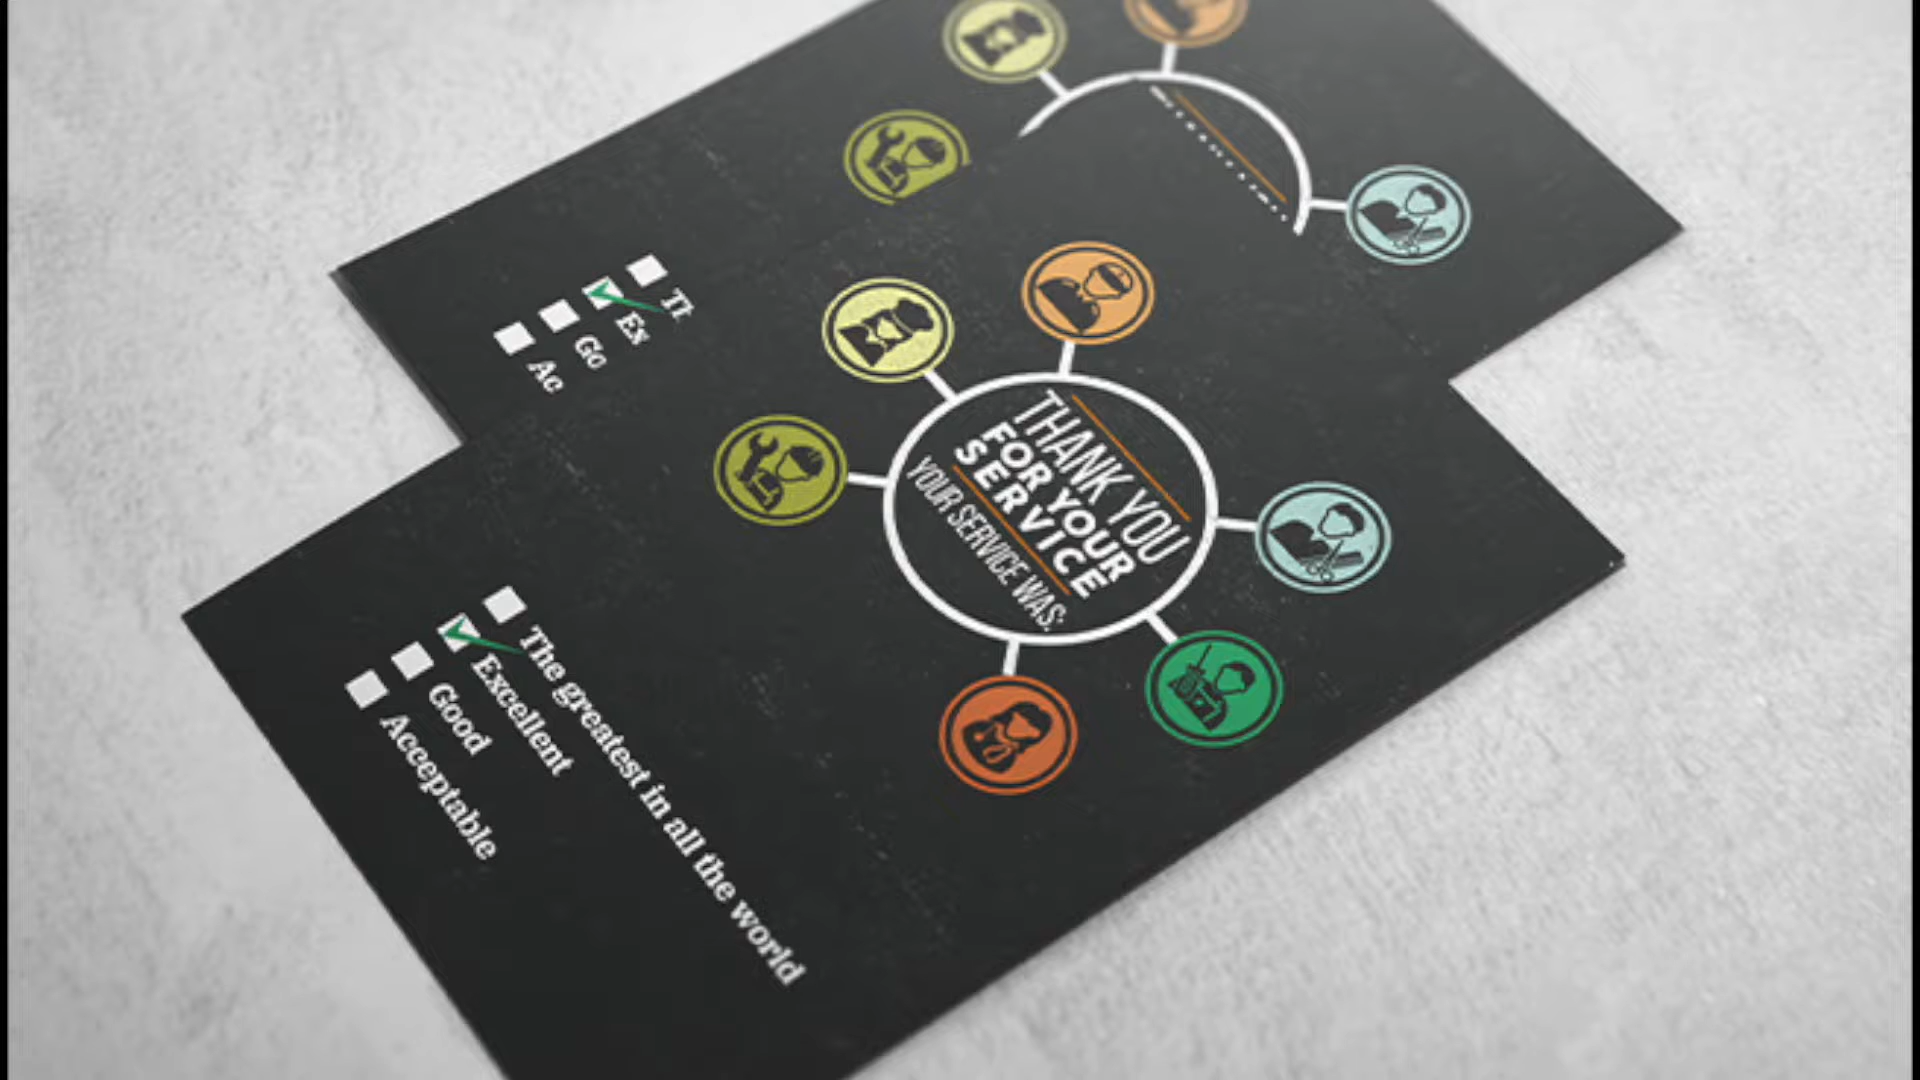 THANK YOU
FOR YOUR
SERVICE
YOUR SERVICE WAS:
The greatest in all the world
Excellent
Good
Acceptable
Th
Ex
Go
Ac